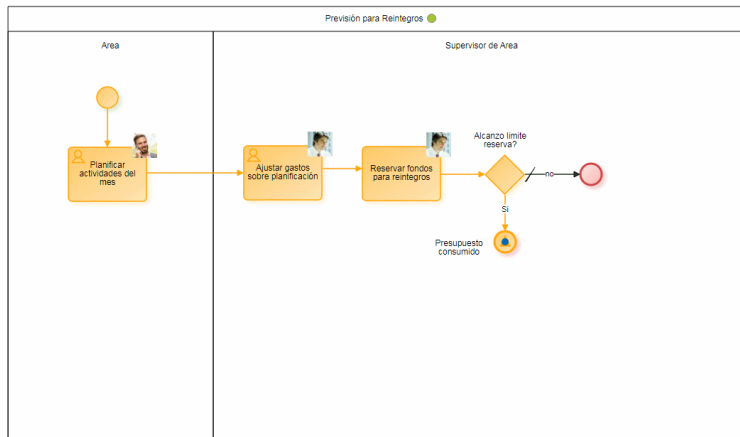 Previsión para Reintegros
Area
Supervisor de Area
Planificar
actividades del
mes
Ajustar gastos
sobre planificación
Reservar fondos
para reintegros
Alcanzo limite
reserva?
no
Si
Presupuesto
consumido